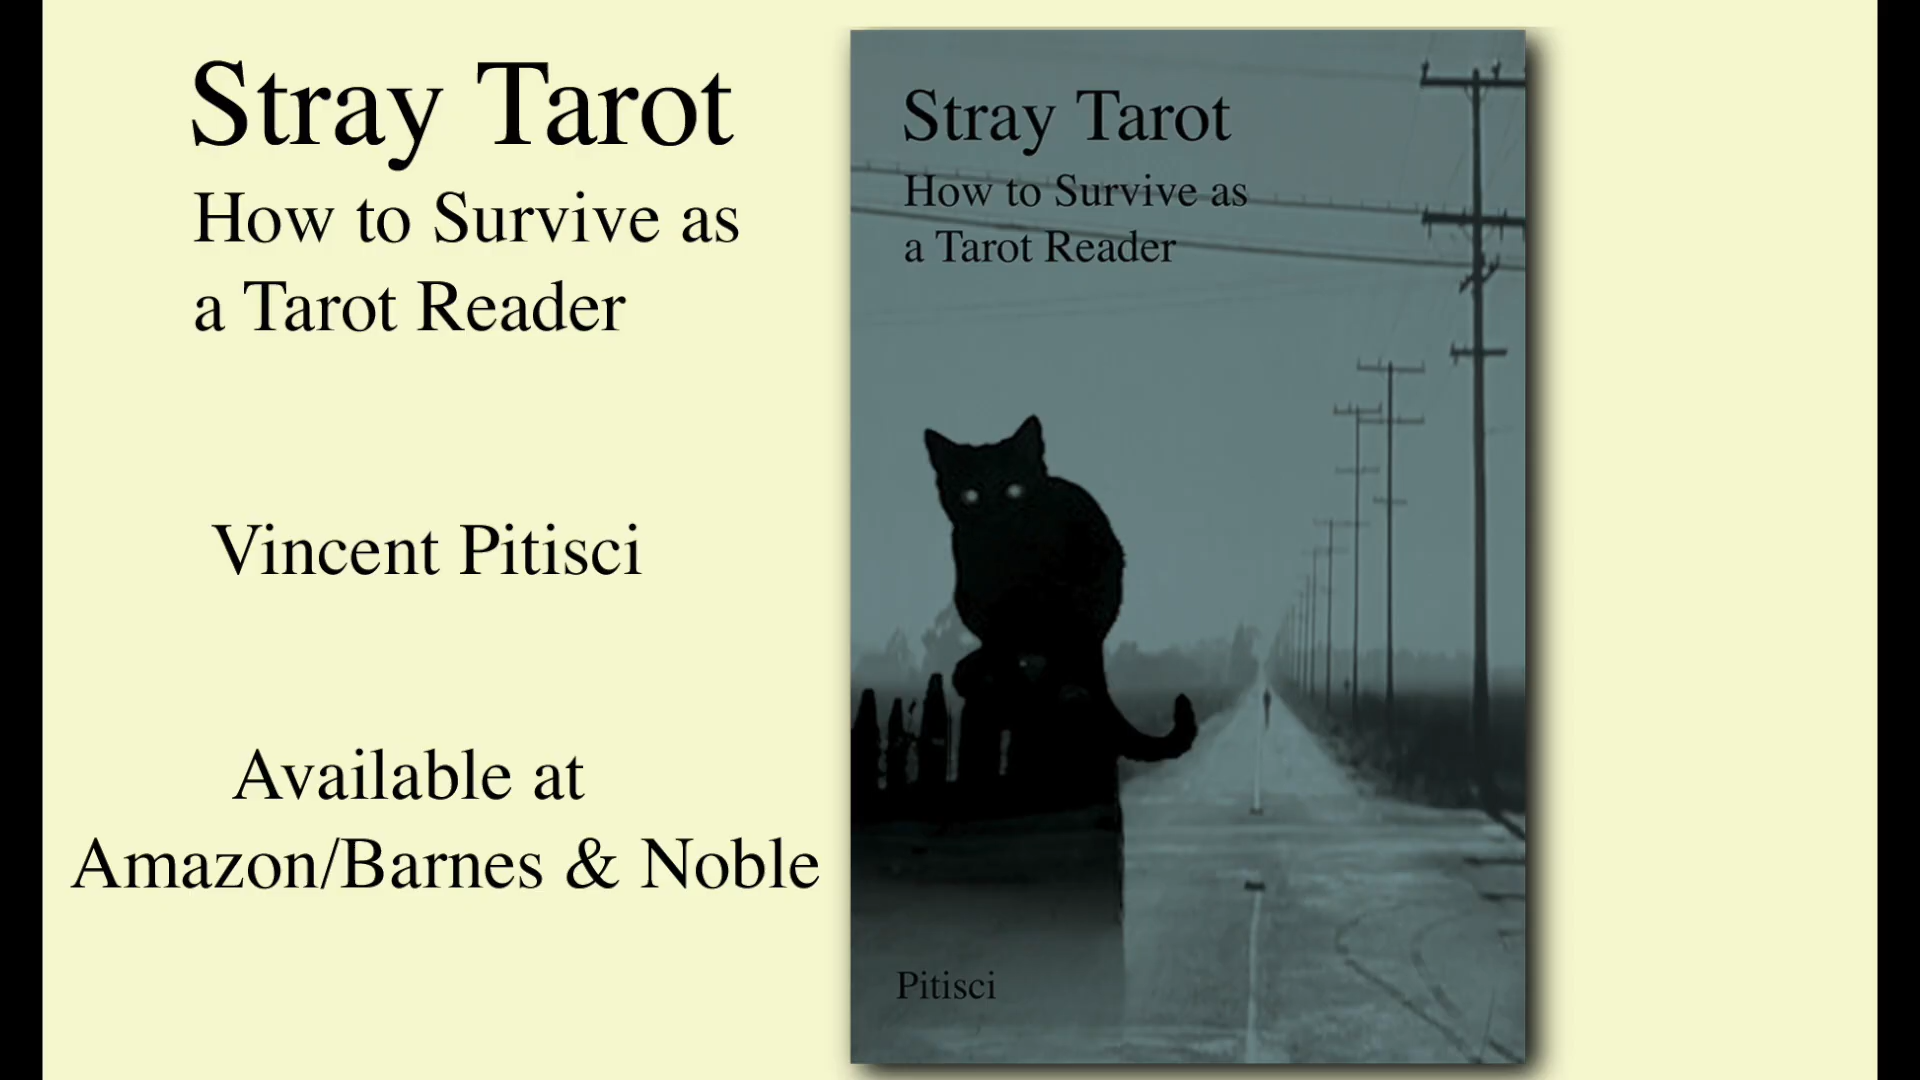 Stray Tarot
How to Survive as
a Tarot Reader
Vincent Pitisci
Available at
Amazon/Barnes & Noble
Stray Tarot
How to Survive as
a Tarot Reader
Pitisci